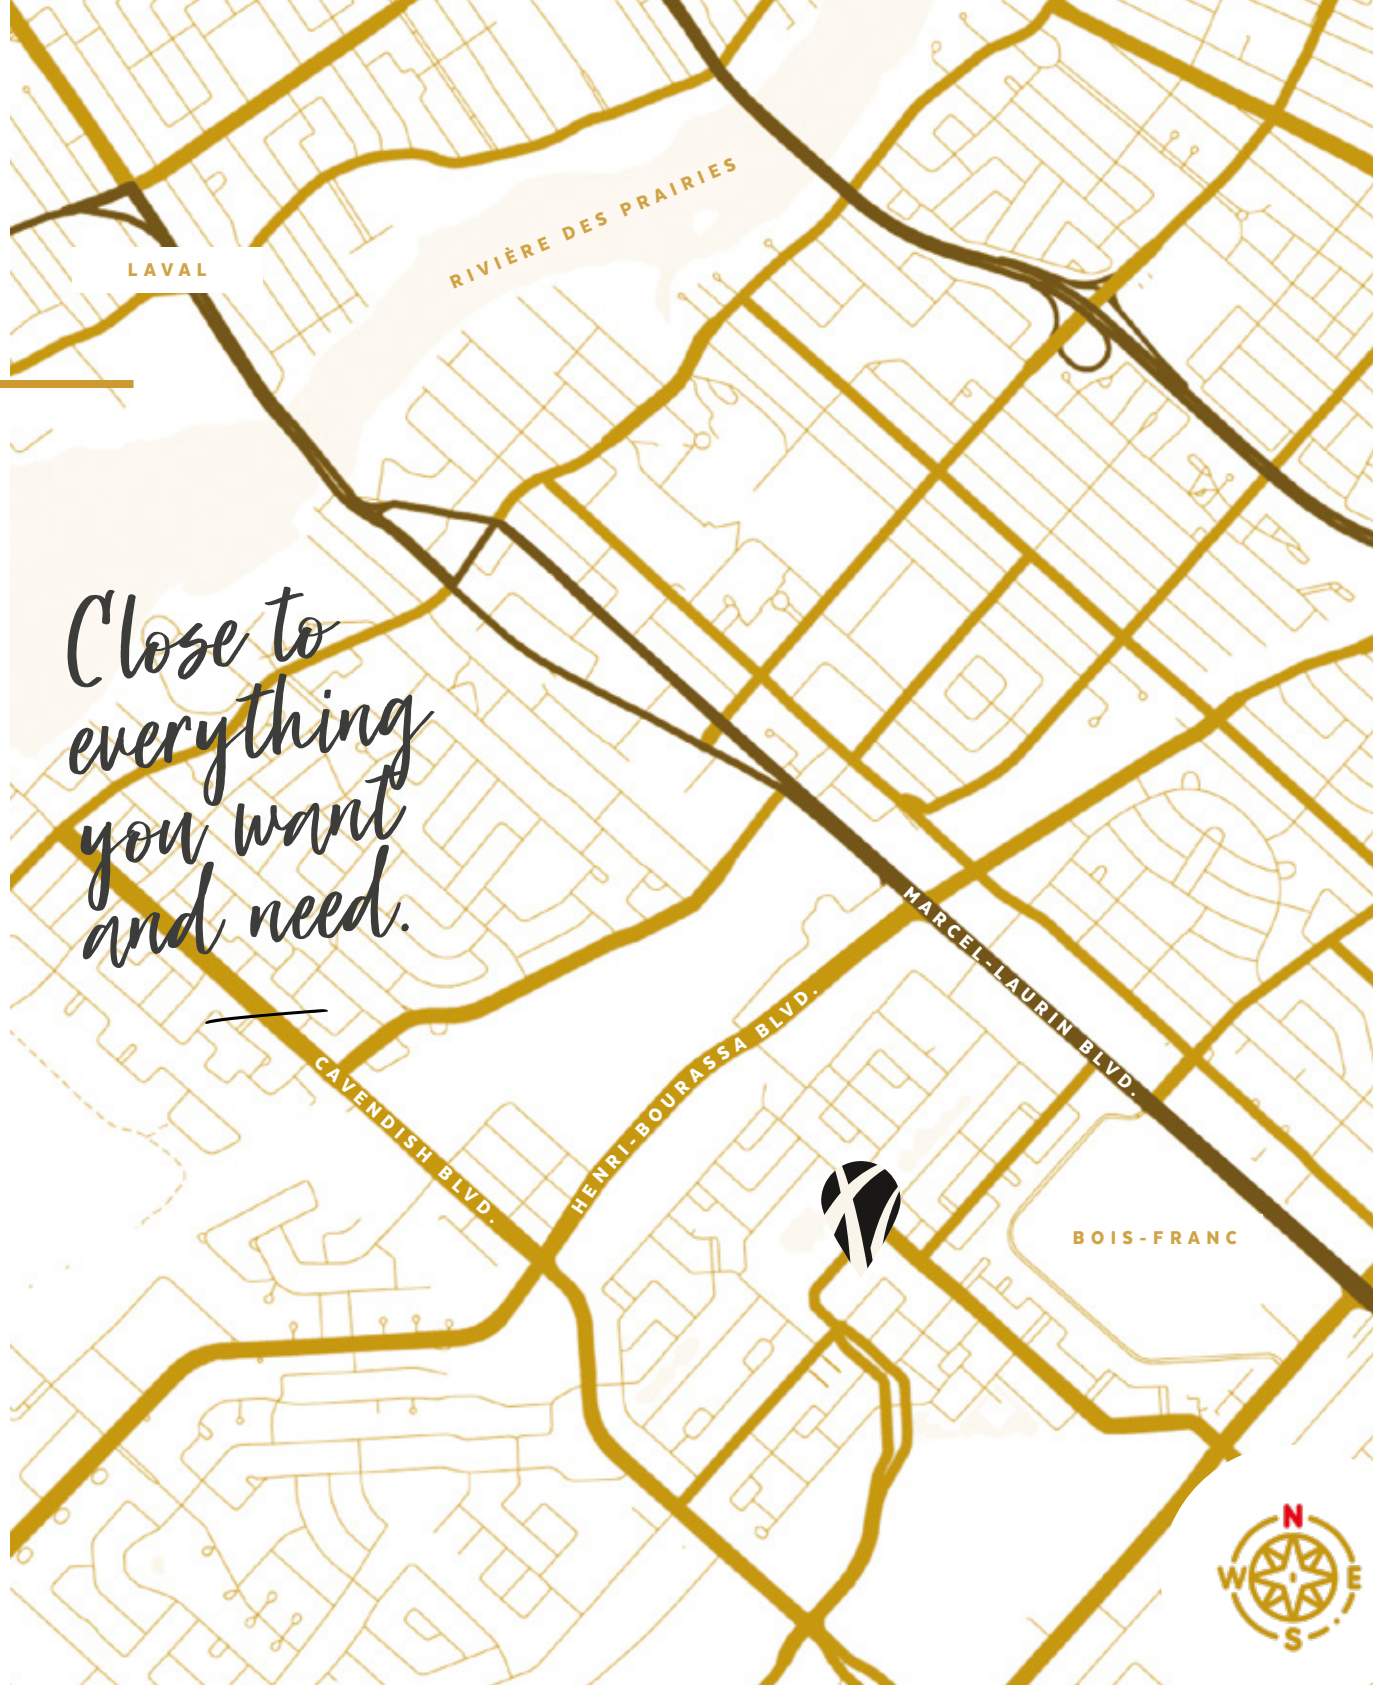 RIVIÈRE DES PRAIRIES
LAVAL
Close to
everything
you want
and need.
MARCEL-LAURIN BLVD.
HENRI-BOURASSA BLVD.
CAVENDISH BLVD.
BOIS-FRANC
N
W E
S